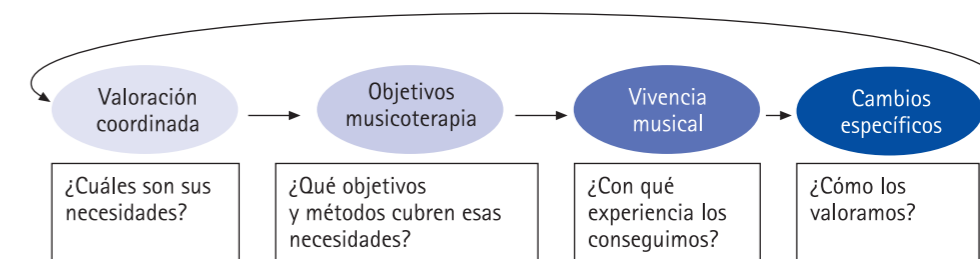 Valoración
coordinada
Objetivos
musicoterapia
Vivencia
musical
Cambios
específicos
¿Cuáles son sus
necesidades?
¿Qué objetivos
y métodos cubren esas
necesidades?
¿Con qué
experiencia los
conseguimos?
¿Cómo los
valoramos?